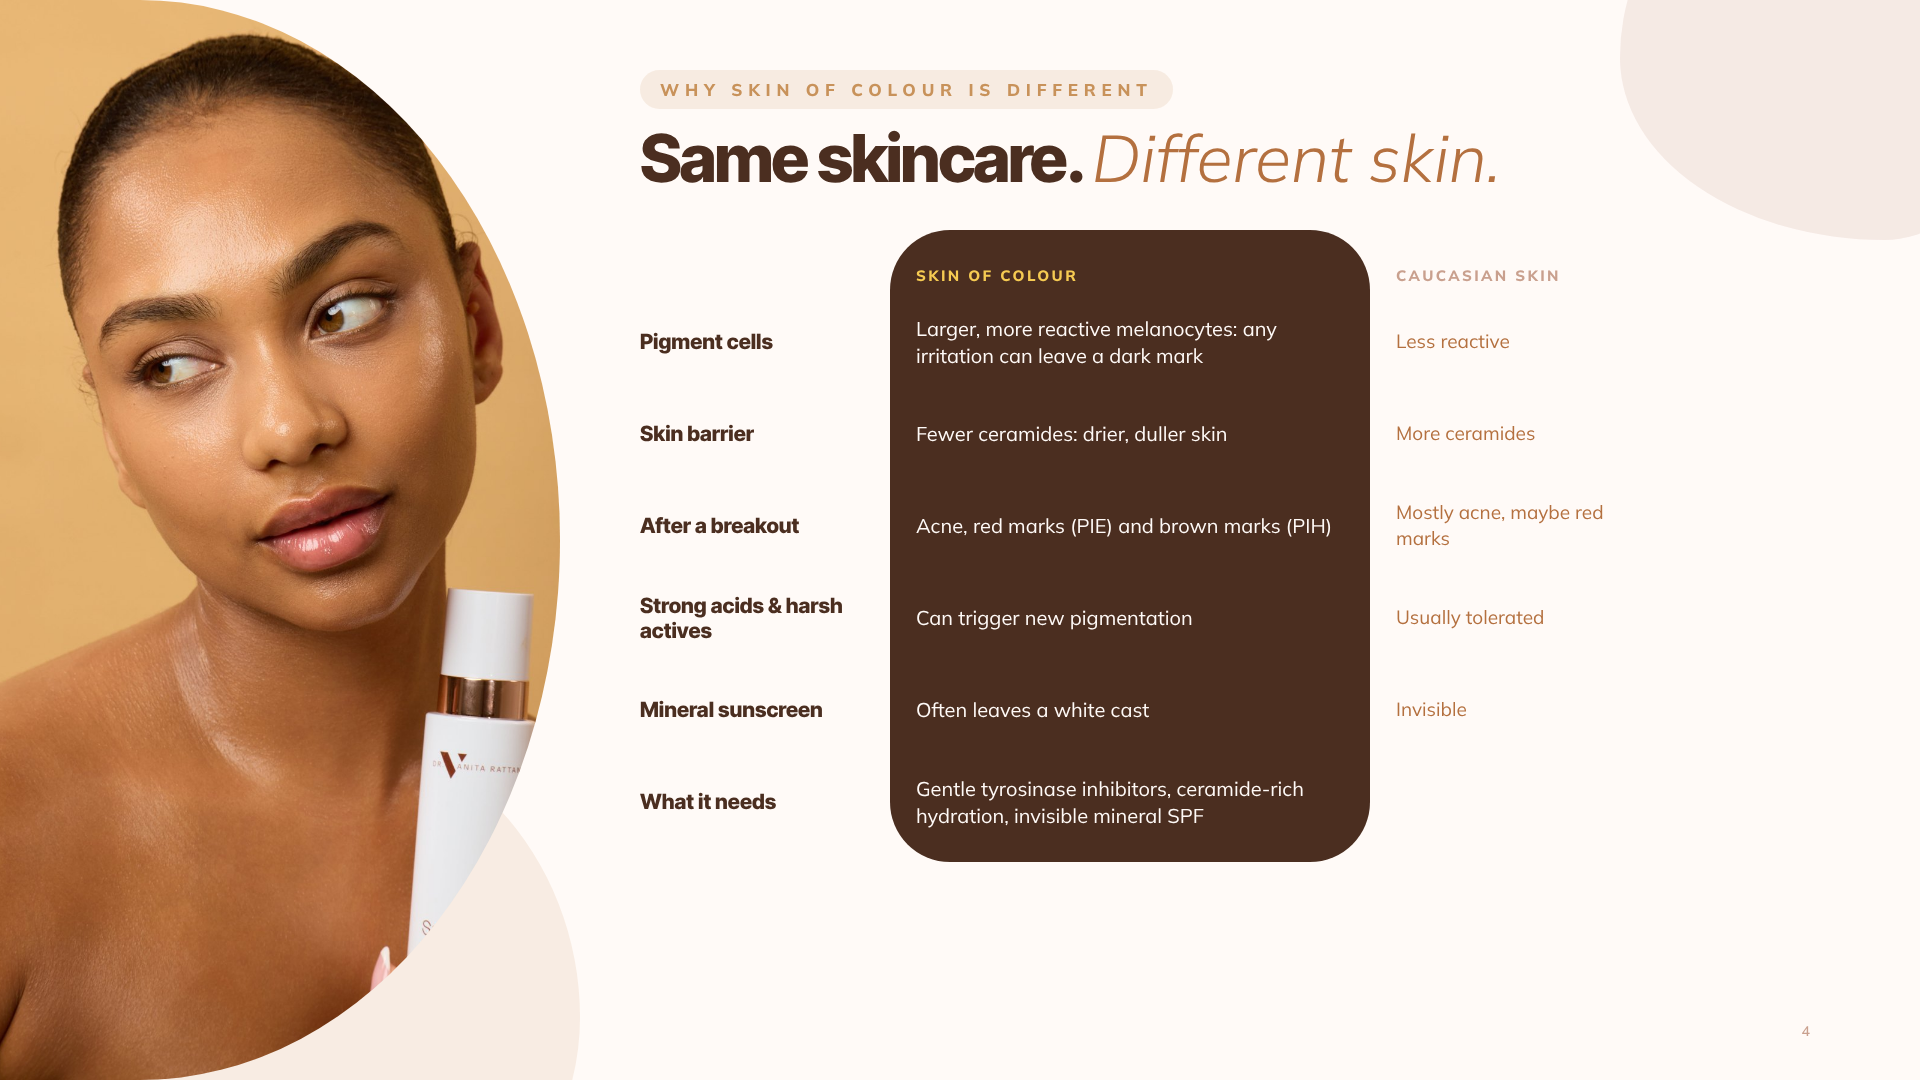 WHY SKIN OF COLOUR IS DIFFERENT
Same skincare. Different skin.
SKIN OF COLOUR
CAUCASIAN SKIN
Pigment cells
Larger, more reactive melanocytes: any
irritation can leave a dark mark
Less reactive
Skin barrier
Fewer ceramides: drier, duller skin
More ceramides
After a breakout
Acne, red marks (PIE) and brown marks (PIH)
Mostly acne, maybe red
marks
Strong acids & harsh
actives
Can trigger new pigmentation
Usually tolerated
Mineral sunscreen
Often leaves a white cast
Invisible
What it needs
Gentle tyrosinase inhibitors, ceramide-rich
hydration, invisible mineral SPF
DR VANITA RATTAN
4